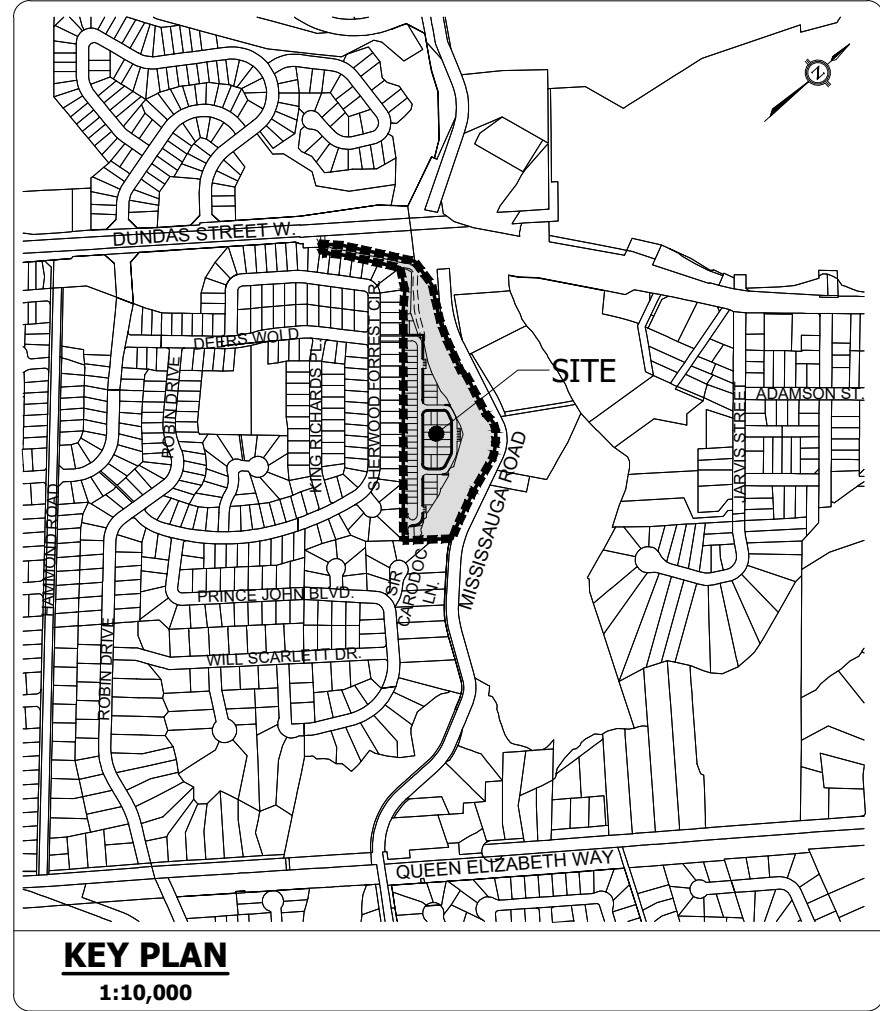 N
DUNDAS STREET W.
DEERS WOLD
SITE
ROBIN DRIVE
KING RICHARDS PL.
SHERWOOD FORREST CIR.
ADAMSON ST.
JARVIS STREET
HAMMOND ROAD
MISSISSAUGA ROAD
SIR
CARODOC
LN.
PRINCE JOHN BLVD.
WILL SCARLETT DR.
ROBIN DRIVE
QUEEN ELIZABETH WAY
KEY PLAN
1:10,000